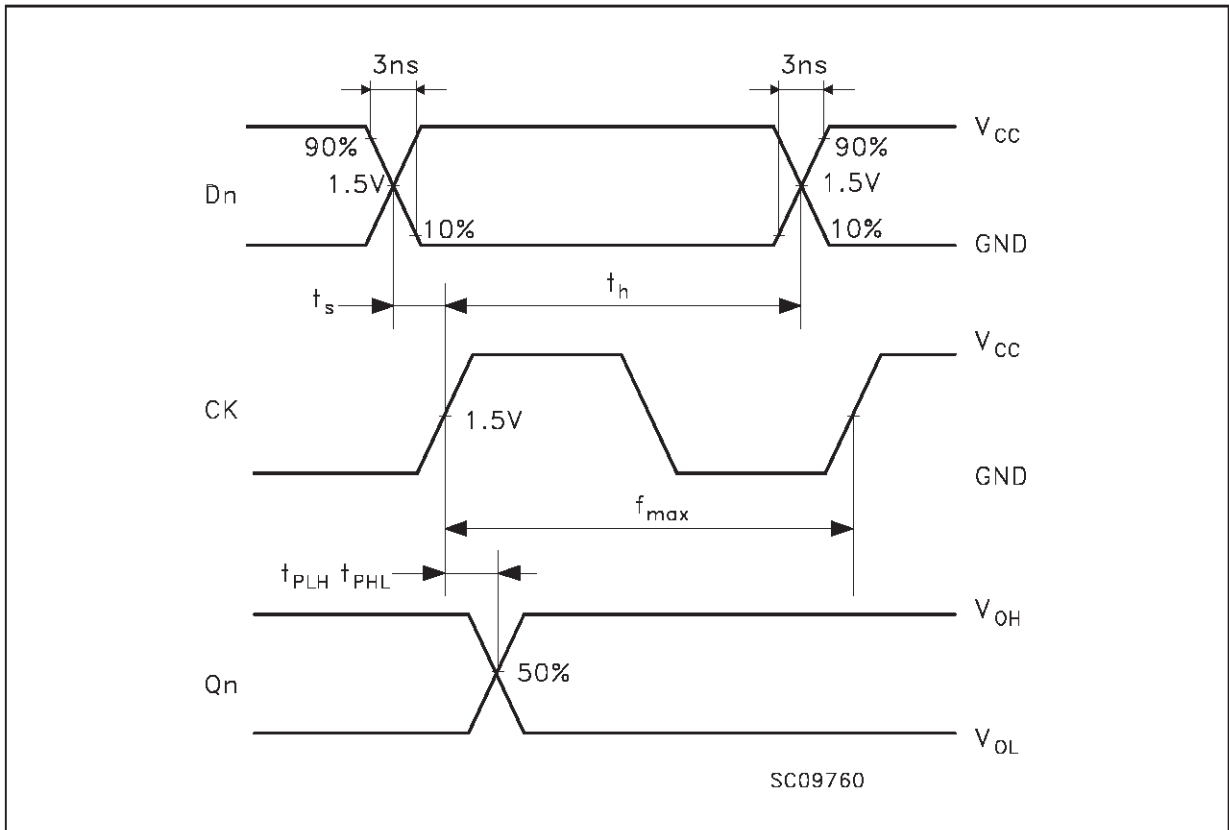 3ns 3ns
V_CC
90% 90%
Dn 1.5V 1.5V
10% 10%
GND
t_s t_h
V_CC
CK 1.5V
GND
f_max
t_PLH t_PHL
V_OH
Qn 50%
V_OL
SC09760